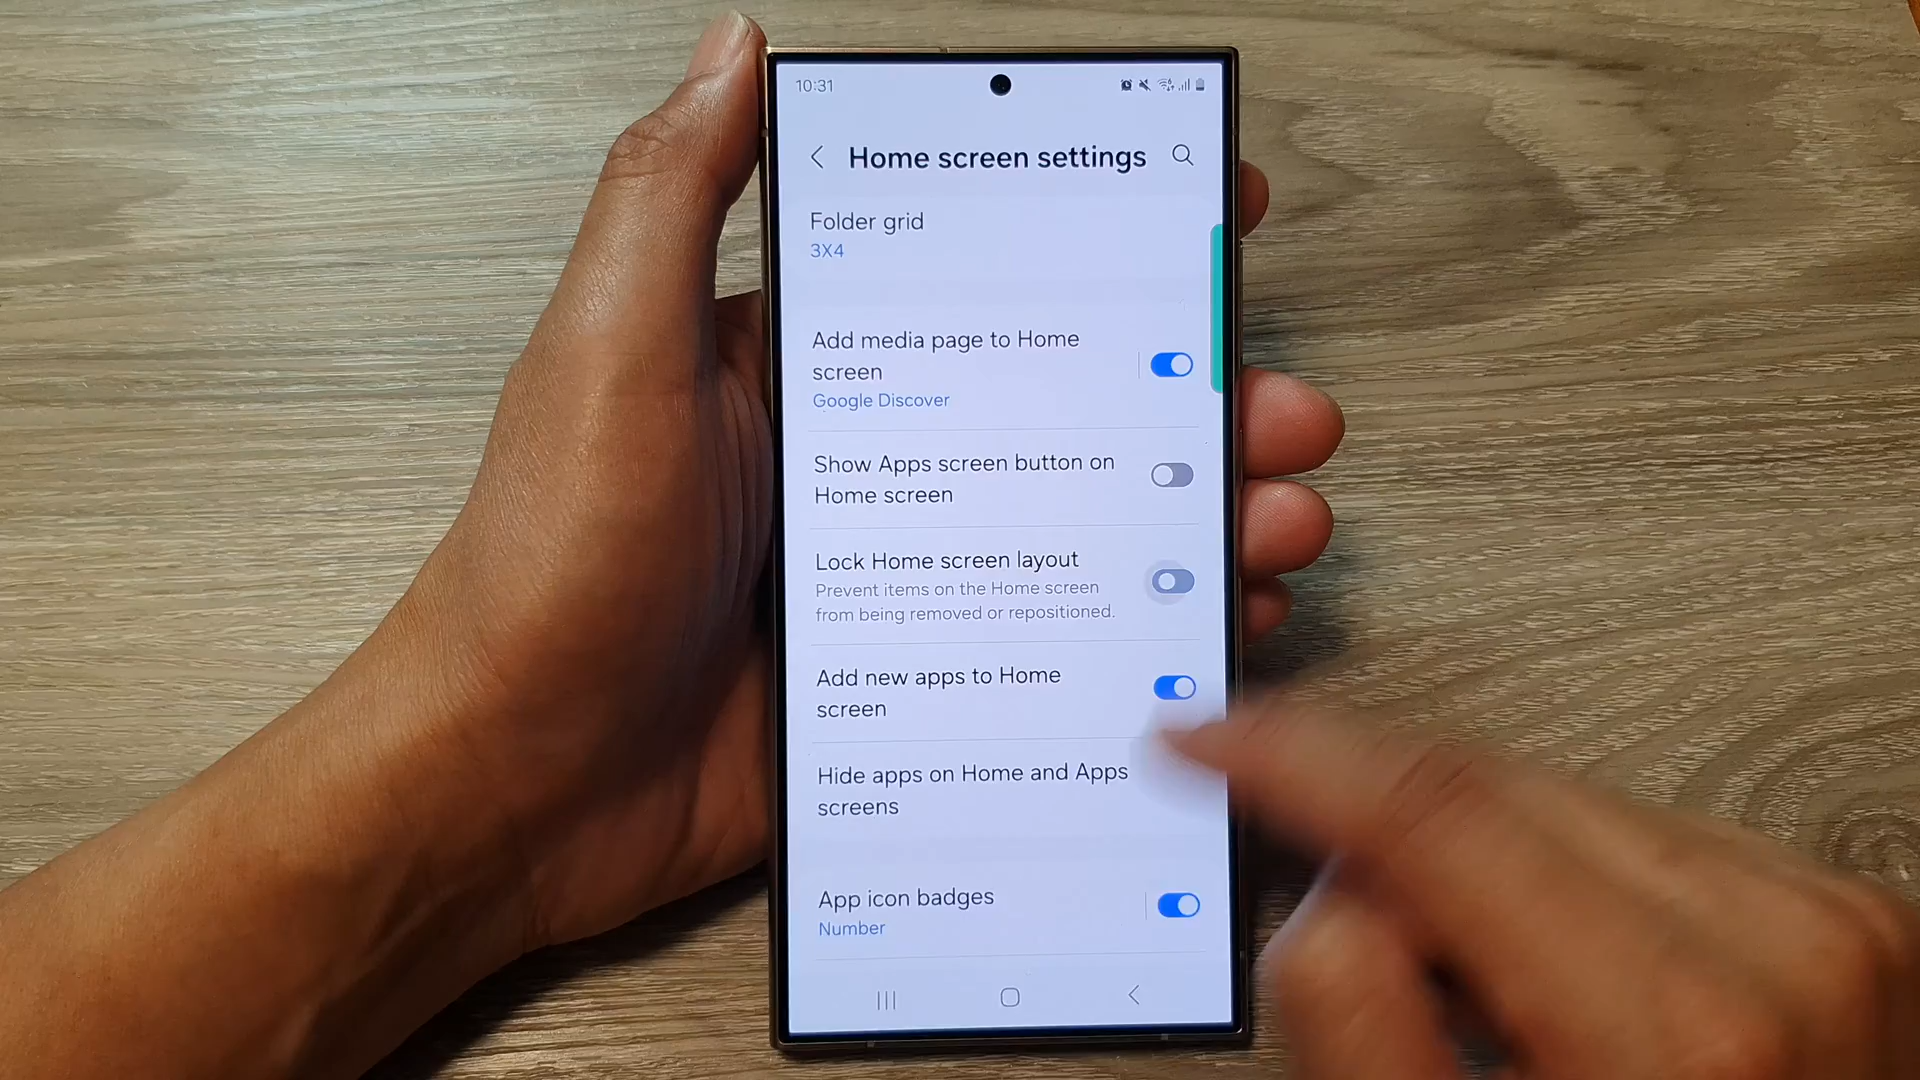 10:31
Home screen settings
Folder grid
3X4
Add media page to Home
screen
Google Discover
Show Apps screen button on
Home screen
Lock Home screen layout
Prevent items on the Home screen
from being removed or repositioned.
Add new apps to Home
screen
Hide apps on Home and Apps
screens
App icon badges
Number